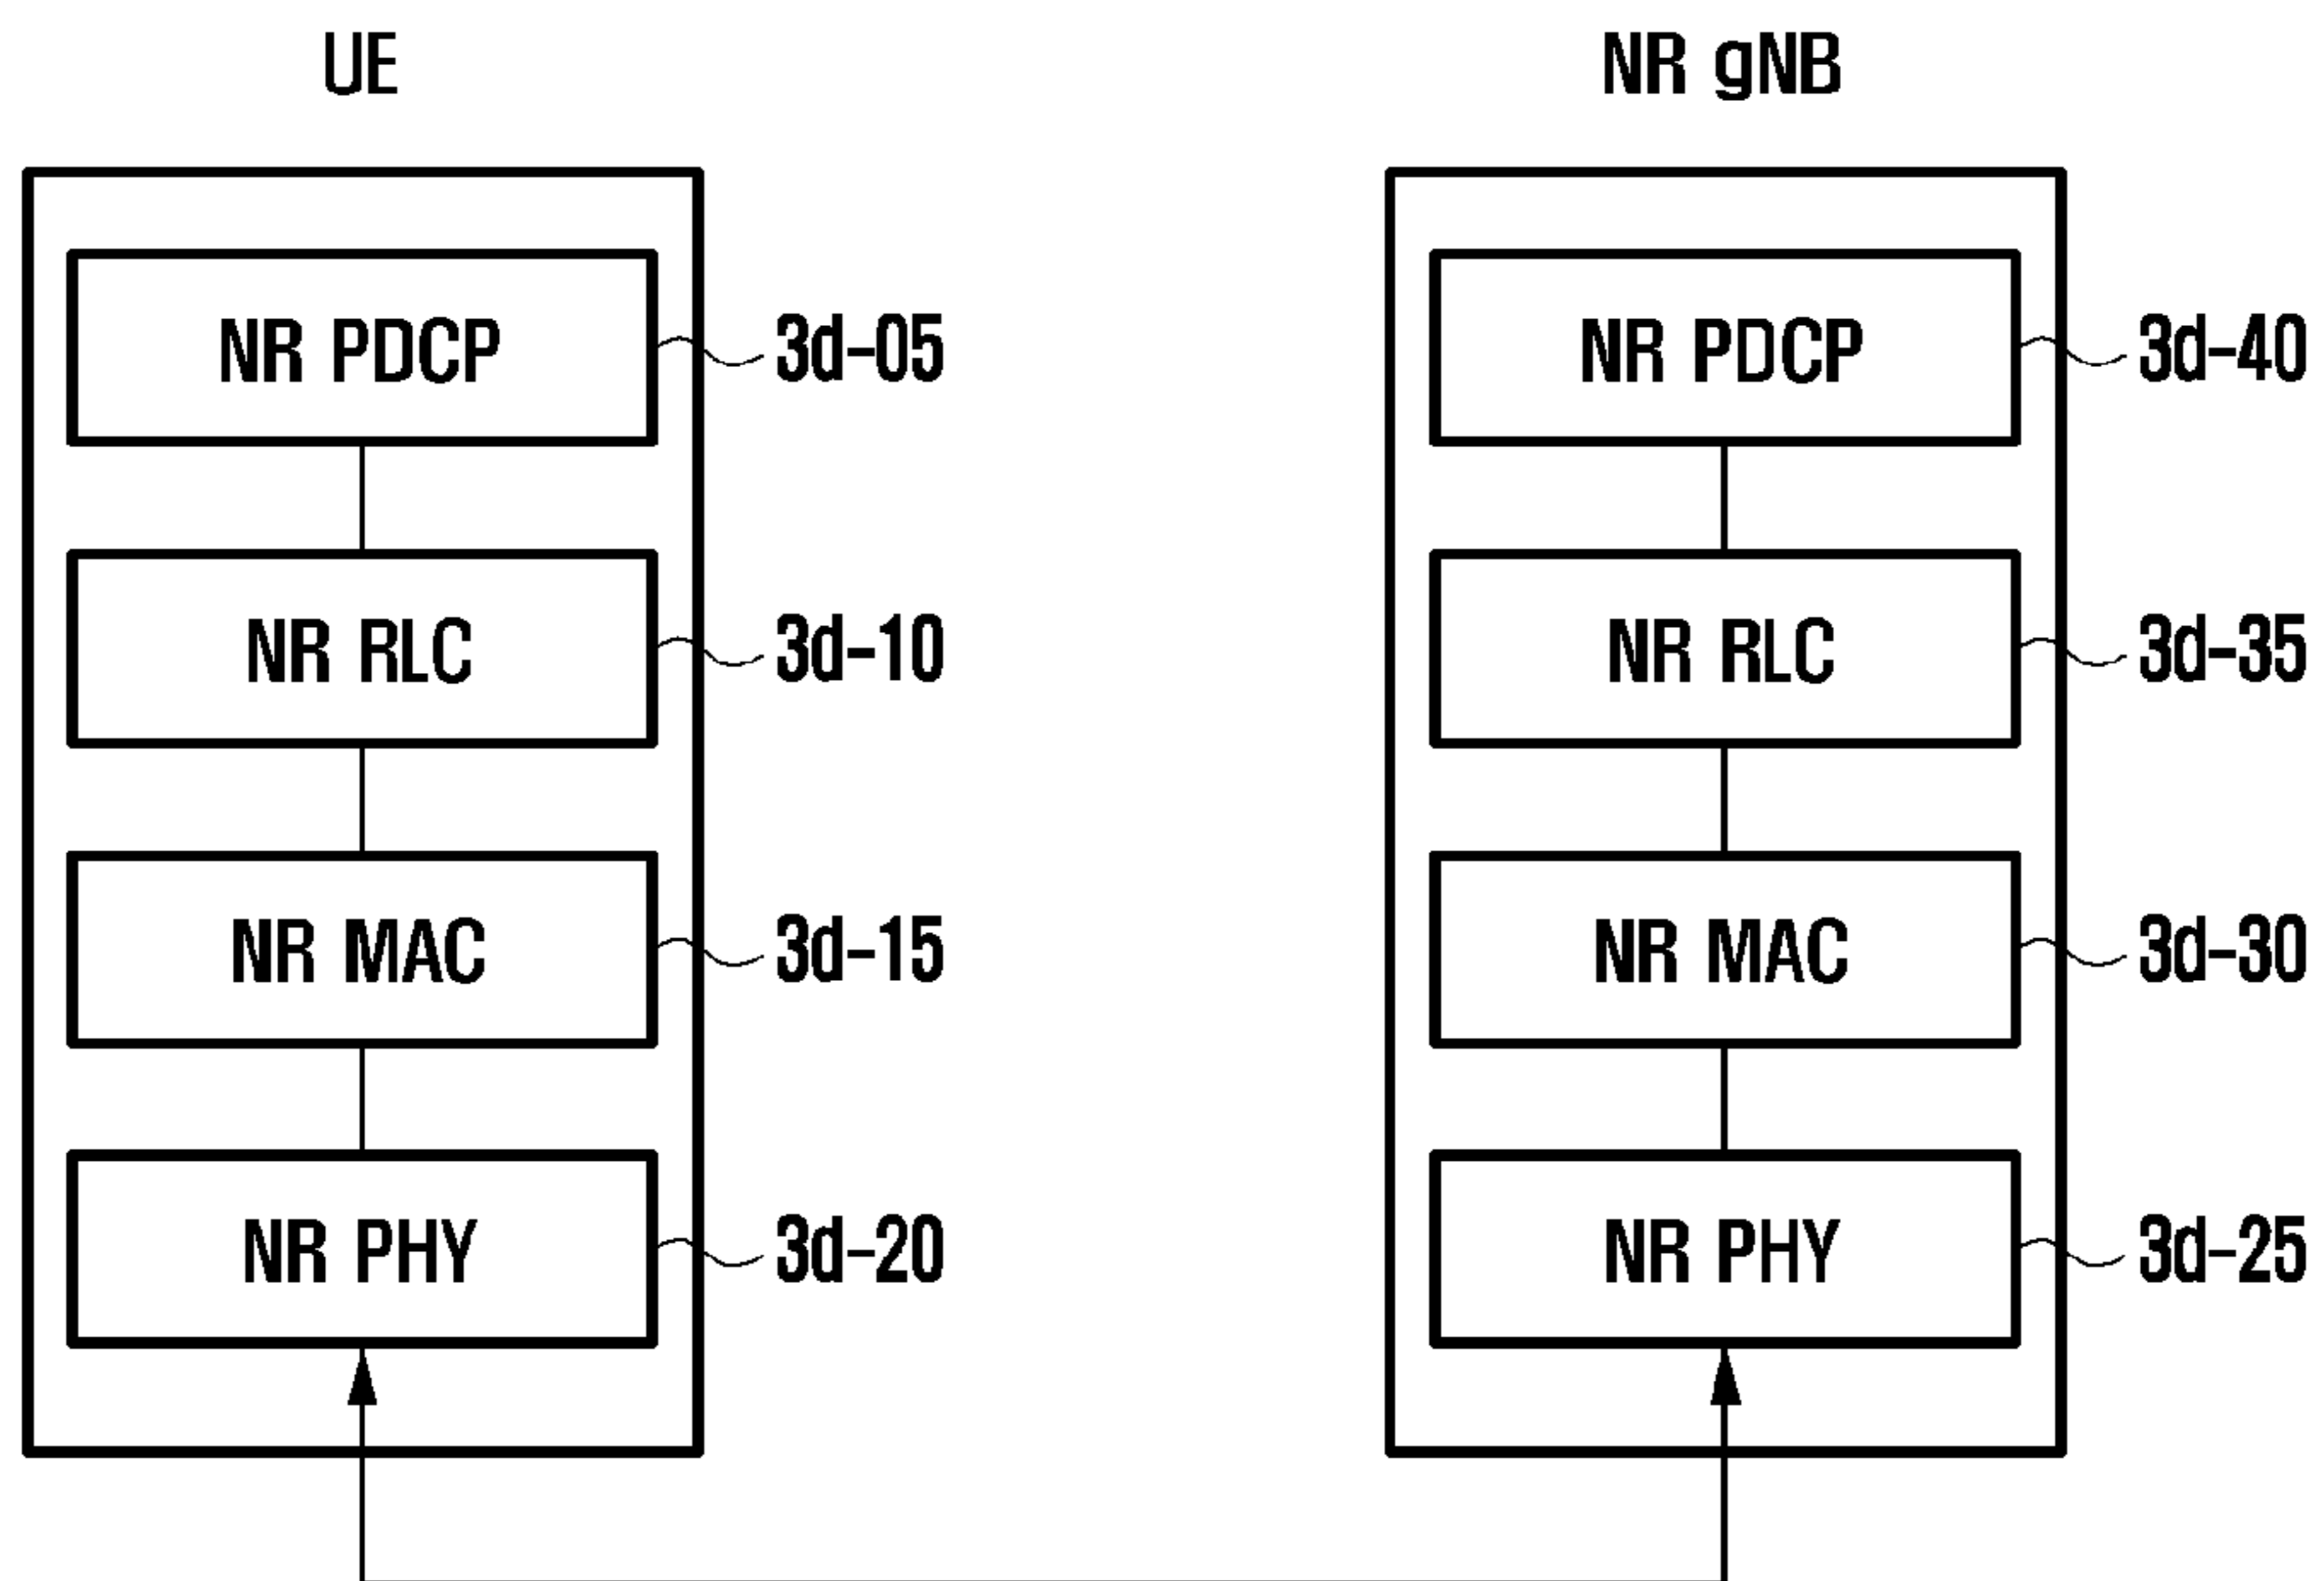 UE
NR gNB
NR PDCP
3d-05
NR PDCP
3d-40
NR RLC
3d-10
NR RLC
3d-35
NR MAC
3d-15
NR MAC
3d-30
NR PHY
3d-20
NR PHY
3d-25